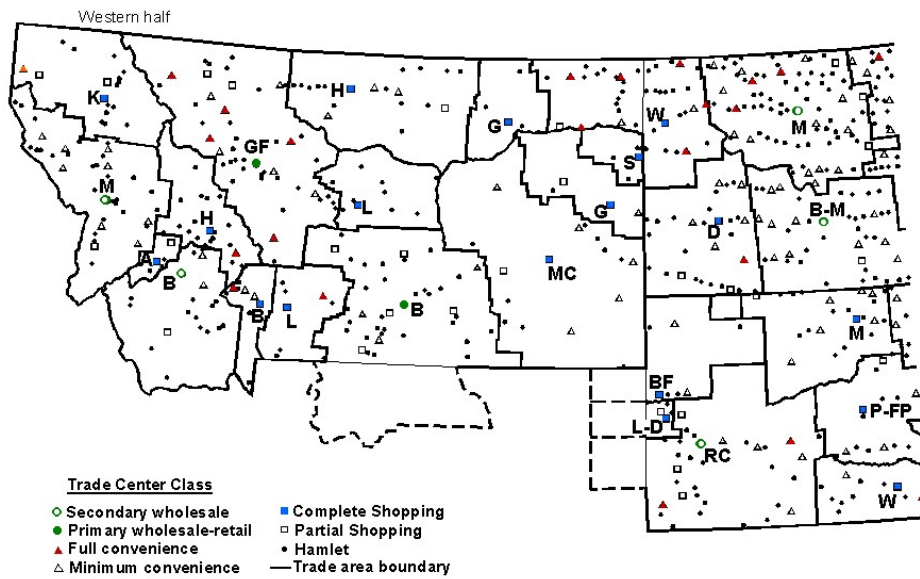 Western half
K
H
W
M
G
GF
S
M
L
G
B-M
H
D
A
MC
B
B
L
B
M
BF
P-FP
L-D
RC
W
Trade Center Class
Secondary wholesale
Primary wholesale-retail
Full convenience
Minimum convenience
Complete Shopping
Partial Shopping
Hamlet
Trade area boundary